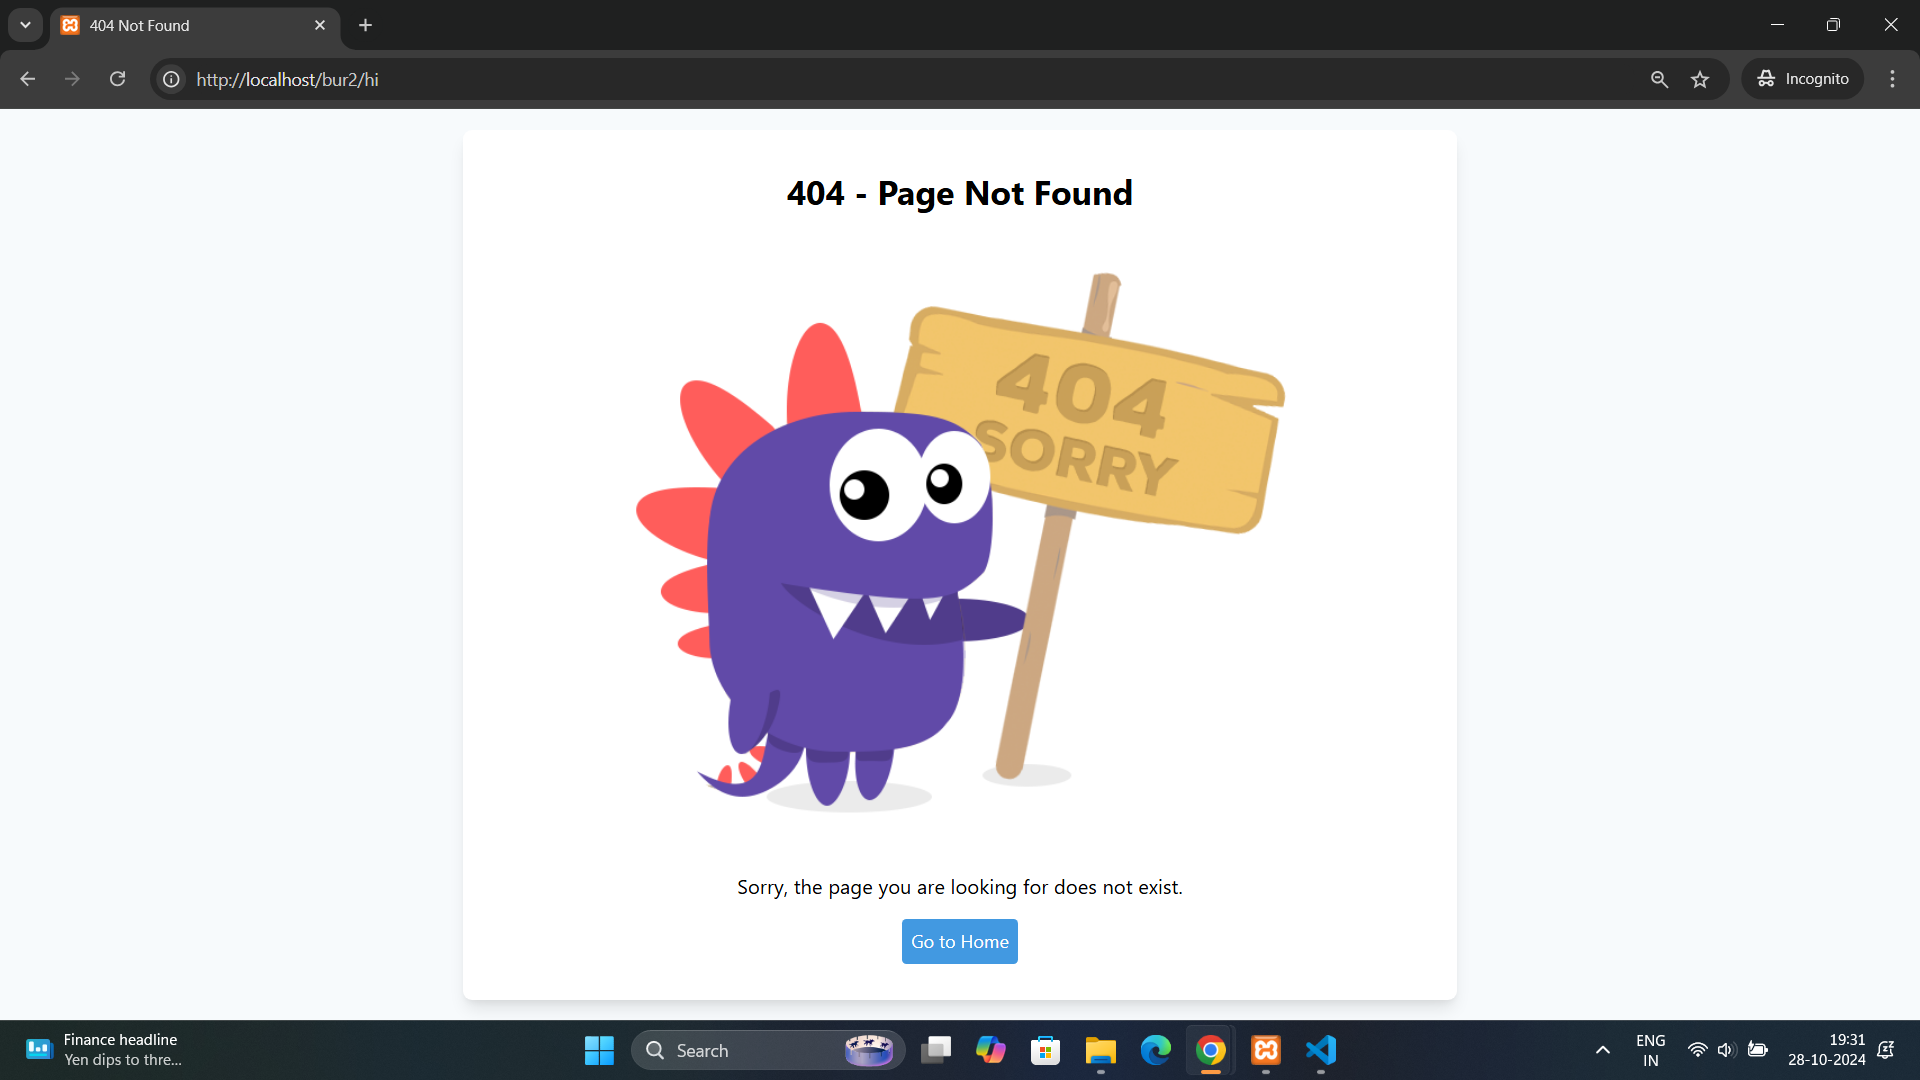 404 Not Found
http://localhost/bur2/hi
Incognito
404 - Page Not Found
404
SORRY
Sorry, the page you are looking for does not exist.
Go to Home
Finance headline
Yen dips to thre...
Search
ENG
IN
19:31
28-10-2024